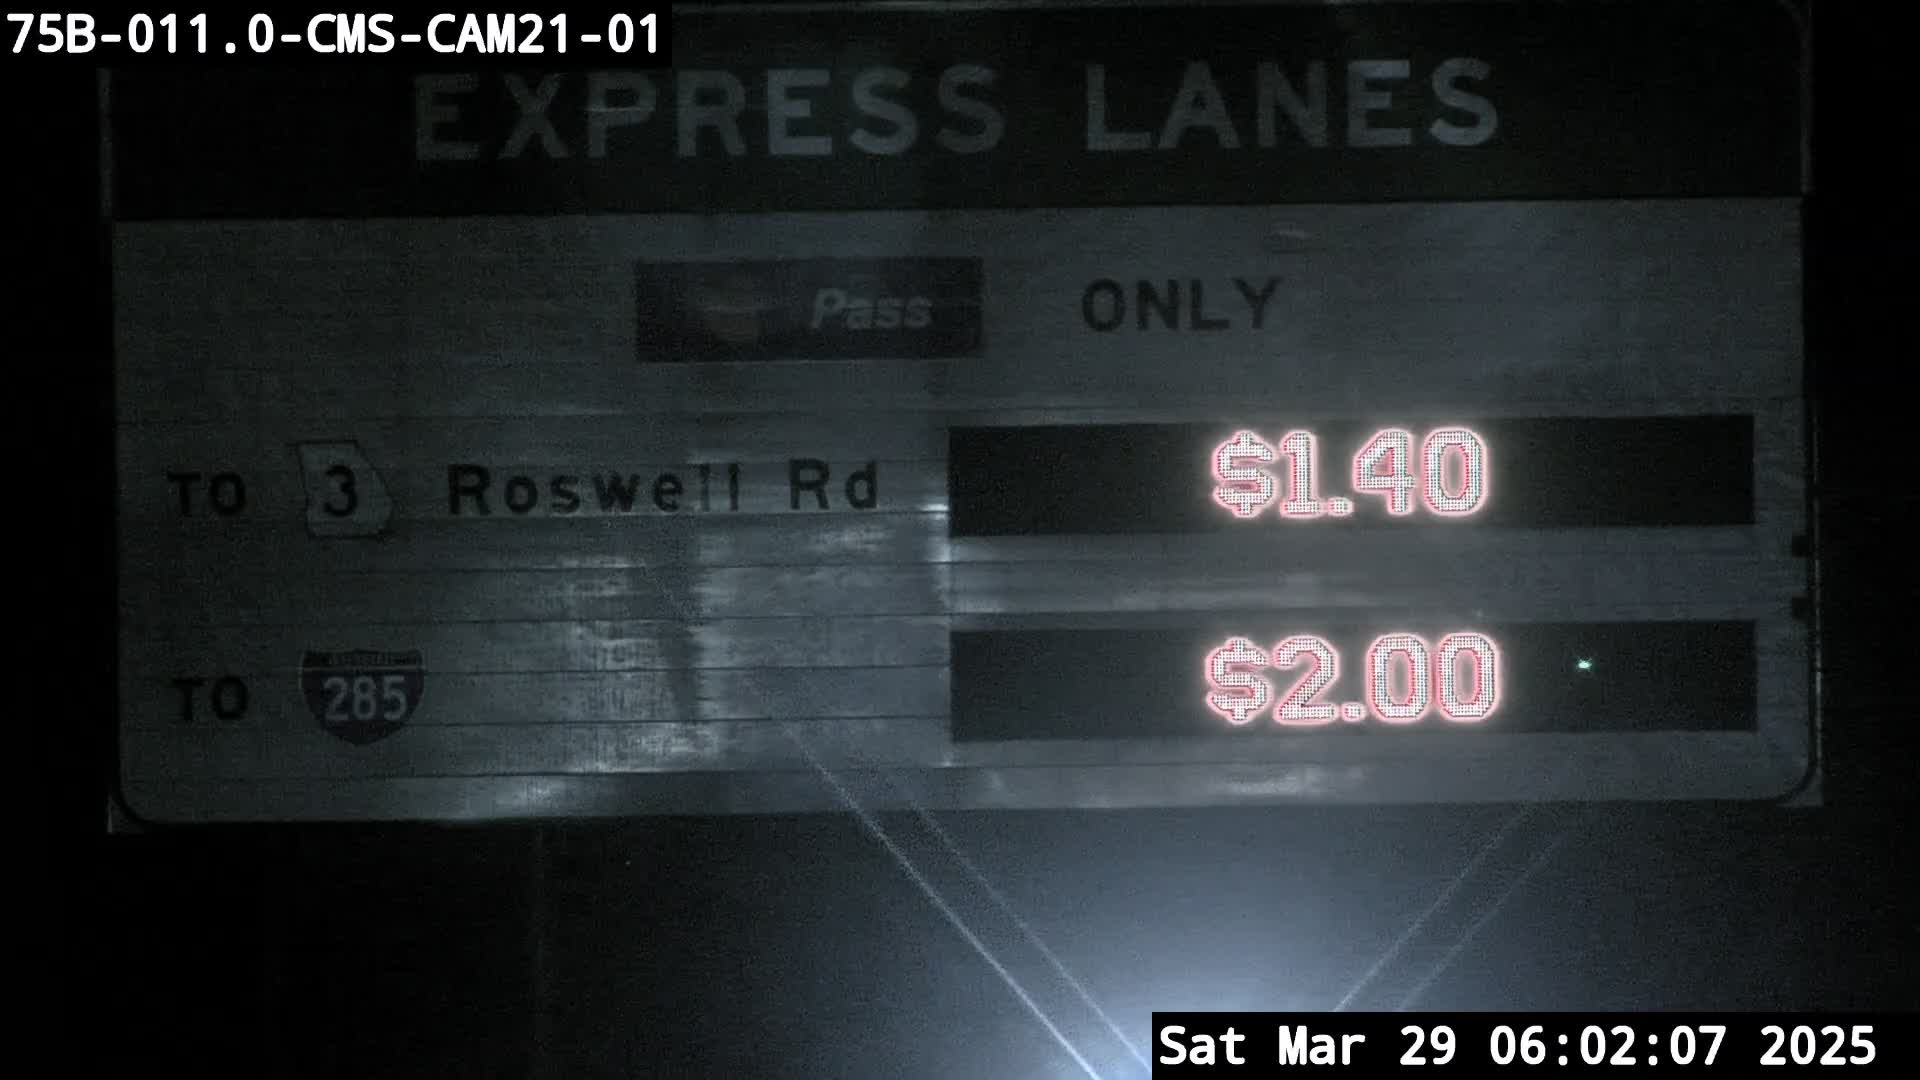 75B-011.0-CMS-CAM21-01
EXPRESS LANES
Pass ONLY
TO 3 Roswell Rd $1.40
TO 285 $2.00
Sat Mar 29 06:02:07 2025